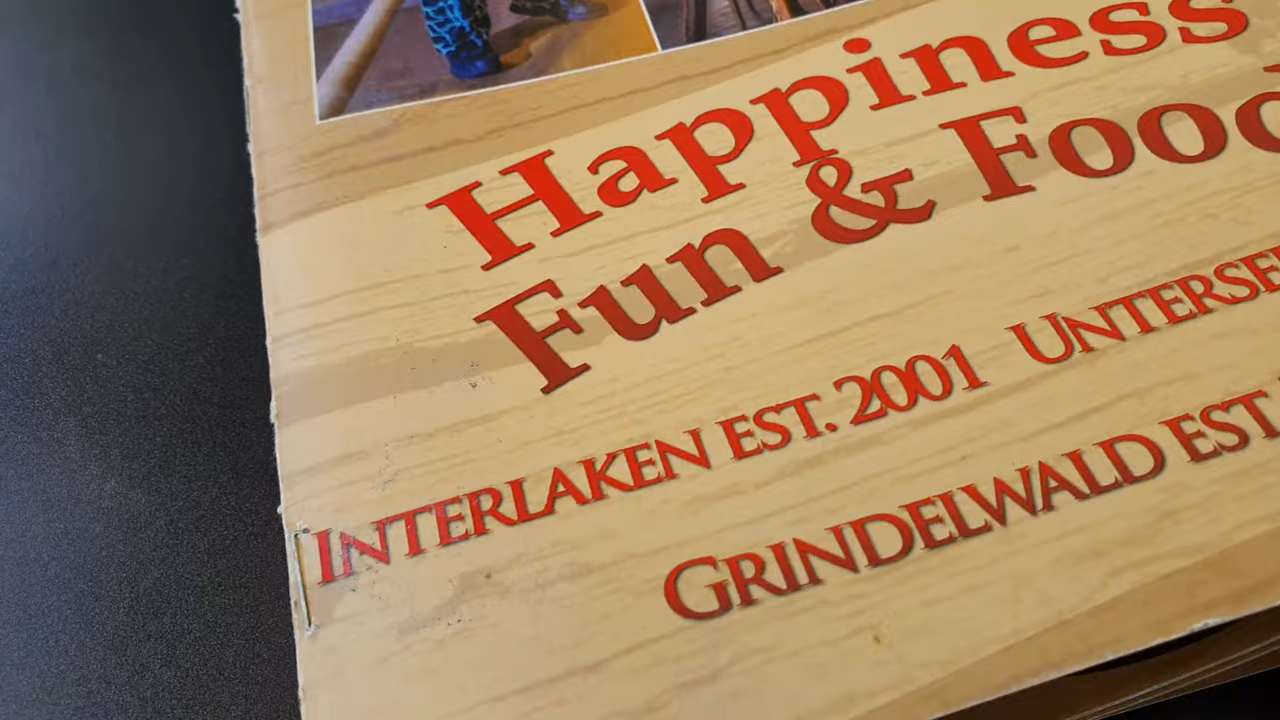 Happiness
Fun & Food
INTERLAKEN EST. 2001
GRINDELWALD EST.